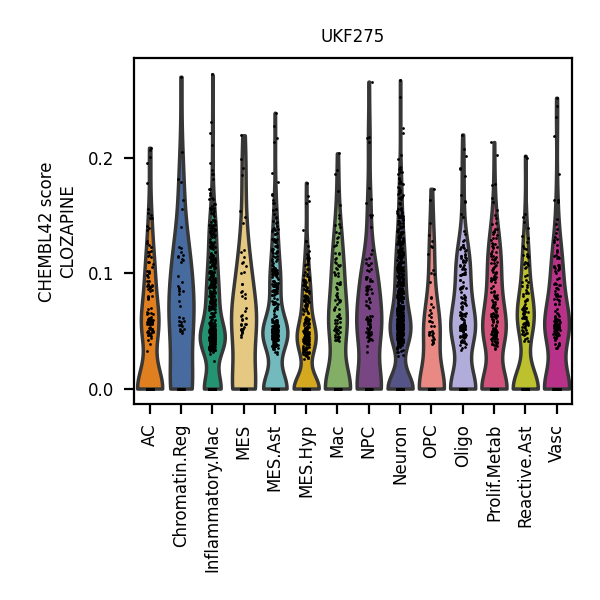 UKF275
CHEMBL42 score
CLOZAPINE
0.2
0.1
0.0
AC
Chromatin.Reg
Inflammatory.Mac
MES
MES.Ast
MES.Hyp
Mac
NPC
Neuron
OPC
Oligo
Prolif.Metab
Reactive.Ast
Vasc